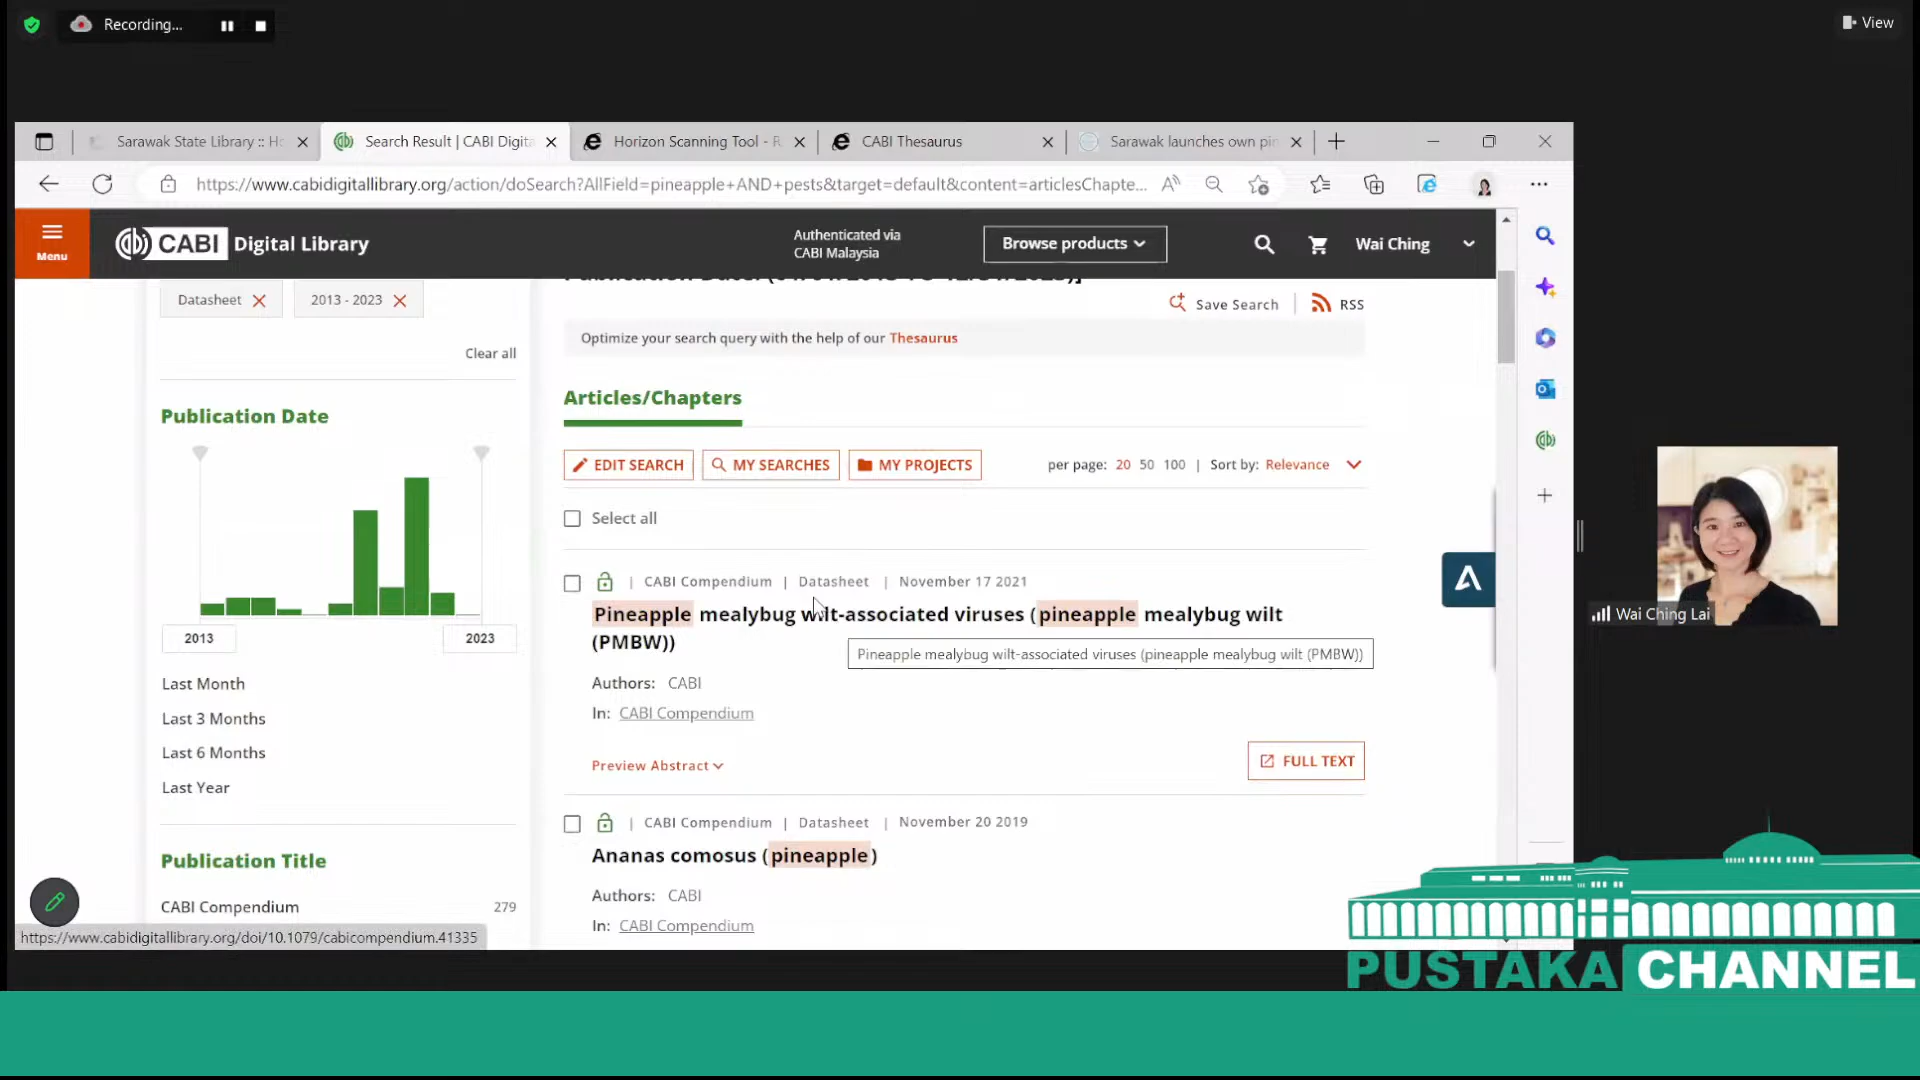 Recording...
View
Sarawak State Library :: Ho
Search Result | CABI Digita
Horizon Scanning Tool - R
CABI Thesaurus
Sarawak launches own pin
https://www.cabidigitallibrary.org/action/doSearch?AllField=pineapple+AND+pests&target=default&content=articlesChapte...
Menu
CABI Digital Library
Authenticated via
CABI Malaysia
Browse products
Wai Ching
Datasheet
2013 - 2023
Save Search
RSS
Optimize your search query with the help of our Thesaurus
Clear all
Articles/Chapters
Publication Date
EDIT SEARCH
MY SEARCHES
MY PROJECTS
per page: 20 50 100 | Sort by: Relevance
Select all
| CABI Compendium | Datasheet | November 17 2021
Pineapple mealybug wilt-associated viruses (pineapple mealybug wilt
(PMBW))
Pineapple mealybug wilt-associated viruses (pineapple mealybug wilt (PMBW))
Wai Ching Lai
2013
2023
Authors: CABI
In: CABI Compendium
Last Month
Last 3 Months
Last 6 Months
Last Year
Preview Abstract
FULL TEXT
| CABI Compendium | Datasheet | November 20 2019
Ananas comosus (pineapple)
Authors: CABI
In: CABI Compendium
Publication Title
CABI Compendium 279
https://www.cabidigitallibrary.org/doi/10.1079/cabicompendium.41335
PUSTAKA CHANNEL